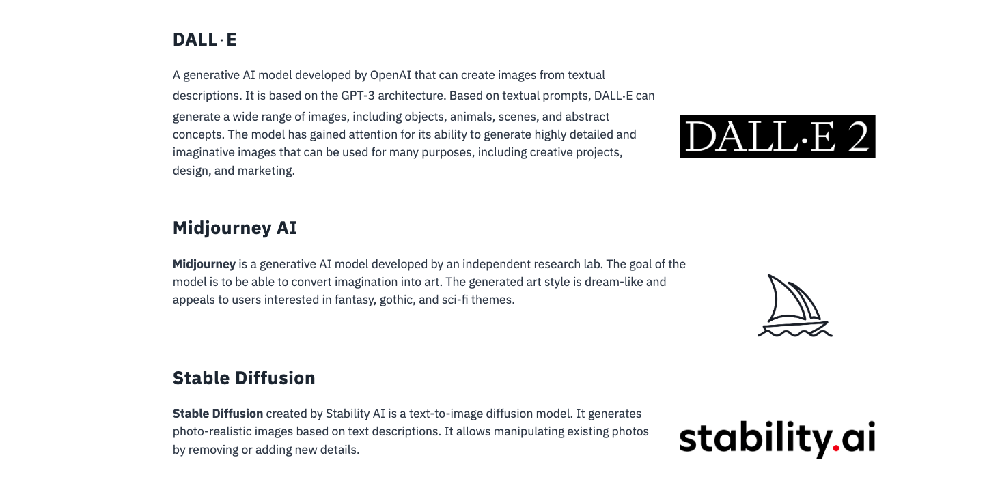 DALL·E
A generative AI model developed by OpenAI that can create images from textual
descriptions. It is based on the GPT-3 architecture. Based on textual prompts, DALL·E can
generate a wide range of images, including objects, animals, scenes, and abstract
concepts. The model has gained attention for its ability to generate highly detailed and
imaginative images that can be used for many purposes, including creative projects,
design, and marketing.
DALL·E 2
Midjourney AI
Midjourney is a generative AI model developed by an independent research lab. The goal of the
model is to be able to convert imagination into art. The generated art style is dream-like and
appeals to users interested in fantasy, gothic, and sci-fi themes.
Stable Diffusion
Stable Diffusion created by Stability AI is a text-to-image diffusion model. It generates
photo-realistic images based on text descriptions. It allows manipulating existing photos
by removing or adding new details.
stability.ai